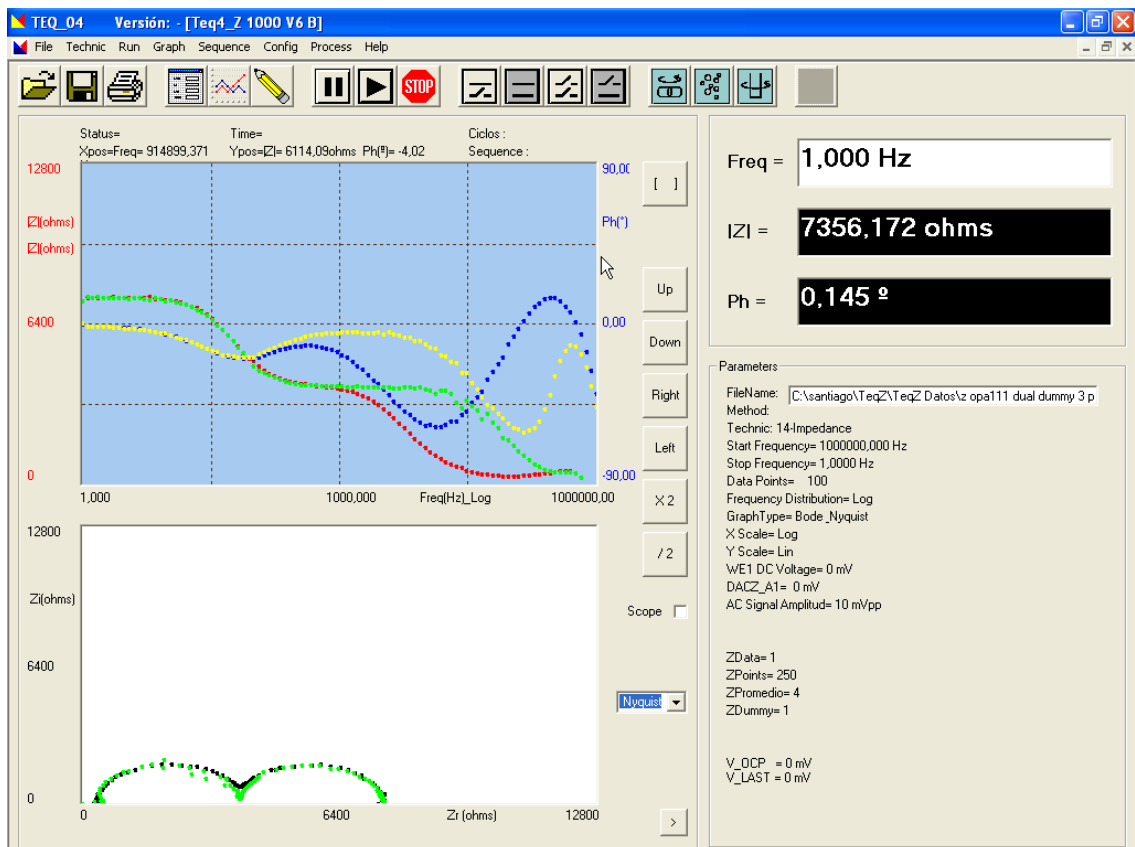 TEQ_04 Versión: - [Teq4_Z 1000 V6 B]
File Technic Run Graph Sequence Config Process Help
STOP
Status= Time= Ciclos :
Xpos=Freq= 914899,371 Ypos=|Z|= 6114,09ohms Ph(º)= -4,02 Sequence :
12800
|Z|(ohms)
|Z|(ohms)
6400
0
90,00
Ph(°)
0,00
-90,00
1,000 1000,000 Freq(Hz)_Log 1000000,00
[ ]
Up
Down
Right
Left
X 2
/ 2
Scope
Nyquist
>
12800
Zi(ohms)
6400
0
0 6400 Zr (ohms) 12800
Freq = 1,000 Hz
|Z| = 7356,172 ohms
Ph = 0,145 º
Parameters
FileName: C:\santiago\TeqZ\TeqZ Datos\z opa111 dual dummy 3 p
Method:
Technic: 14-Impedance
Start Frequency= 1000000,000 Hz
Stop Frequency= 1,0000 Hz
Data Points= 100
Frequency Distribution= Log
GraphType= Bode_Nyquist
X Scale= Log
Y Scale= Lin
WE1 DC Voltage= 0 mV
DACZ_A1= 0 mV
AC Signal Amplitud= 10 mVpp
ZData= 1
ZPoints= 250
ZPromedio= 4
ZDummy= 1
V_OCP = 0 mV
V_LAST = 0 mV